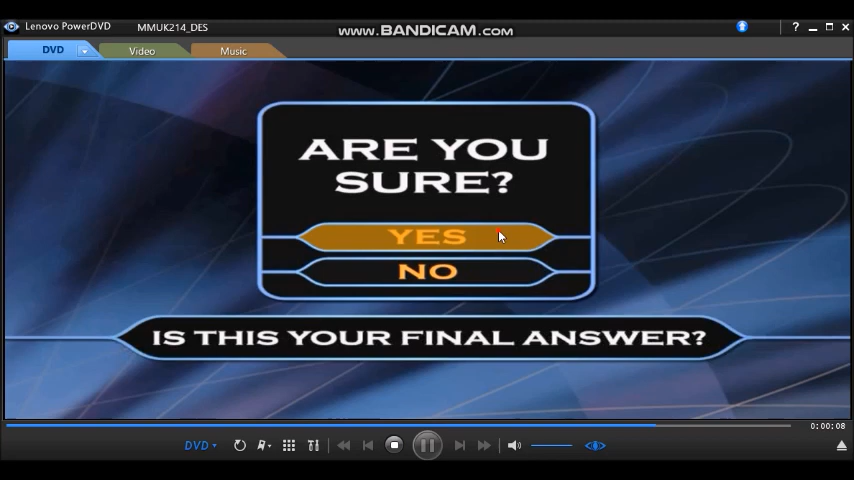 Lenovo PowerDVD MMUK214_DES
www.BANDICAM.com
?
DVD Video Music
ARE YOU
SURE?
YES
NO
IS THIS YOUR FINAL ANSWER?
0:00:08
DVD